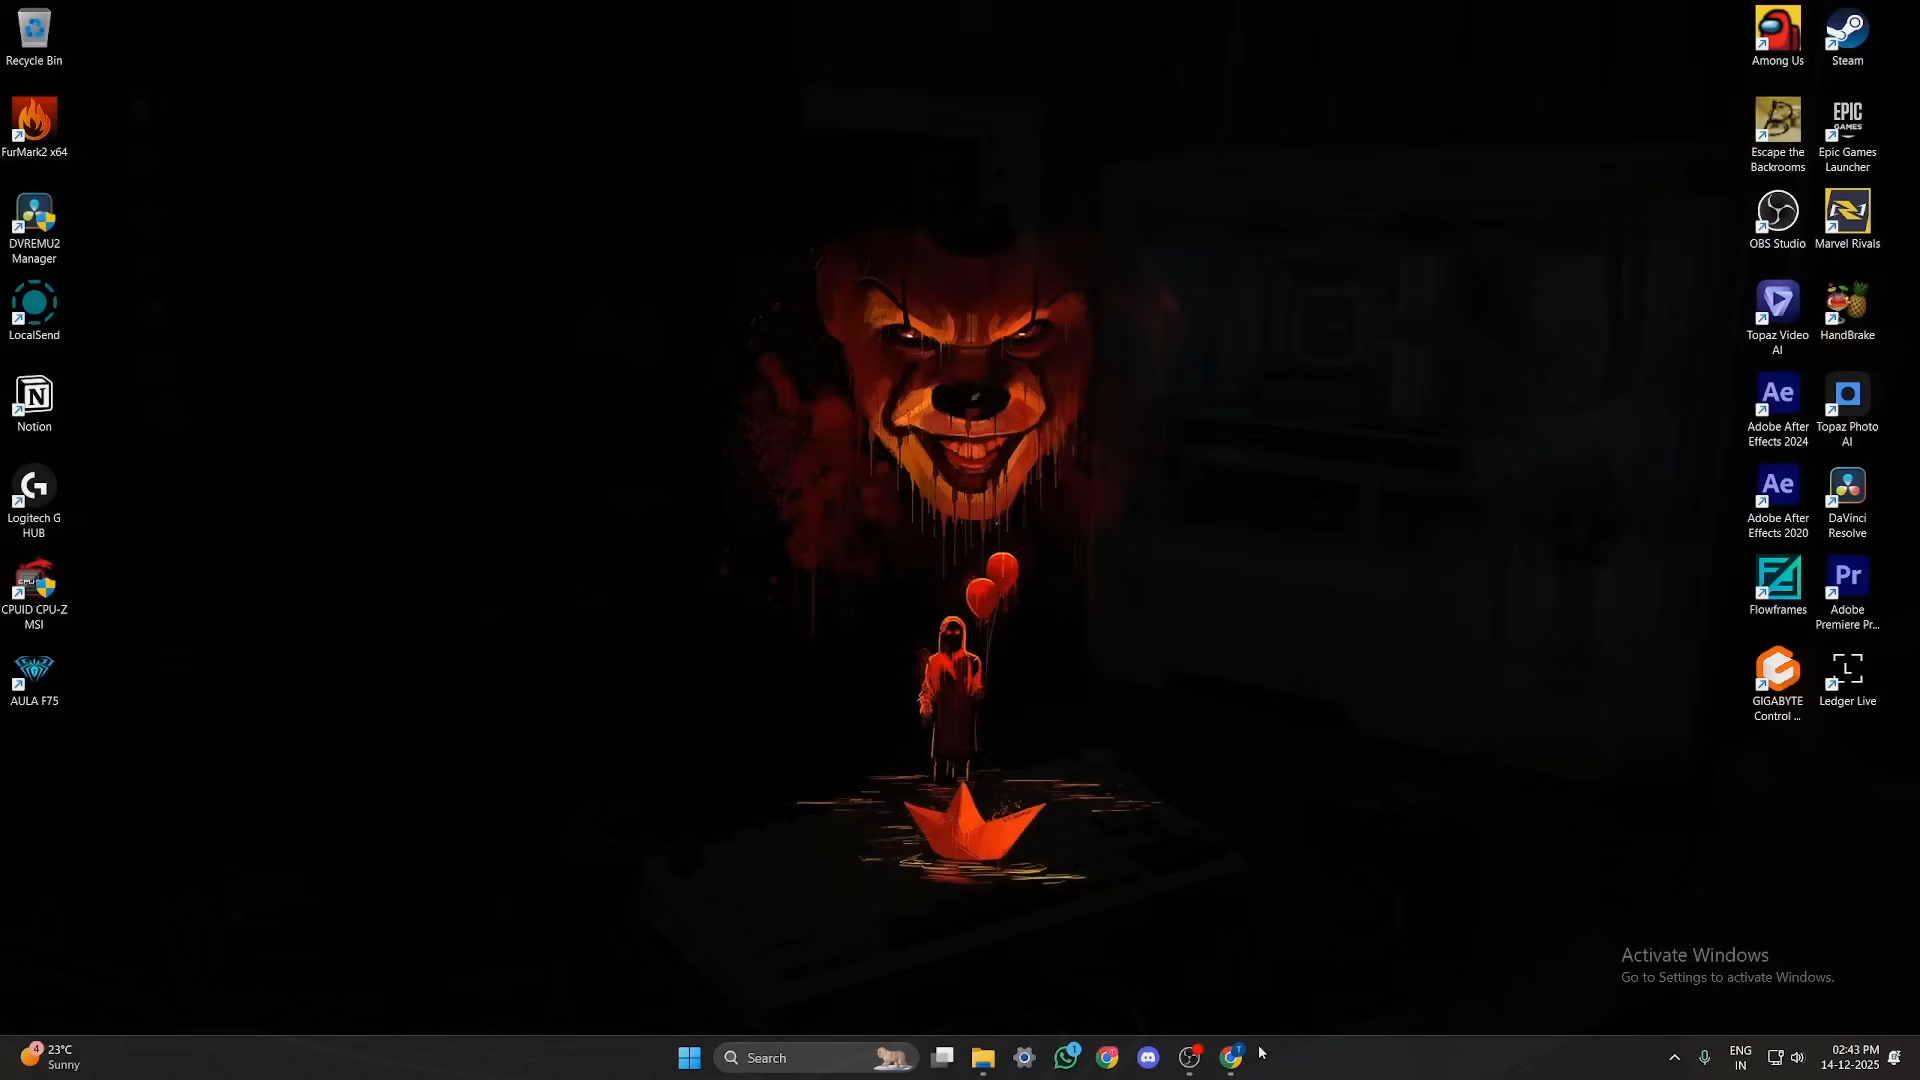 Recycle Bin
FurMark2 x64
DVREMU2
Manager
LocalSend
Notion
Logitech G
HUB
CPUID CPU-Z
MSI
AULA F75
Among Us
Steam
Escape the
Backrooms
EPIC
GAMES
Epic Games
Launcher
OBS Studio
Marvel Rivals
Topaz Video
AI
HandBrake
Ae
Adobe After
Effects 2024
Topaz Photo
AI
Ae
Adobe After
Effects 2020
DaVinci
Resolve
Flowframes
Pr
Adobe
Premiere Pr...
GIGABYTE
Control ...
Ledger Live
Activate Windows
Go to Settings to activate Windows.
4
23°C
Sunny
Search
1
T
ENG
IN
02:43 PM
14-12-2025